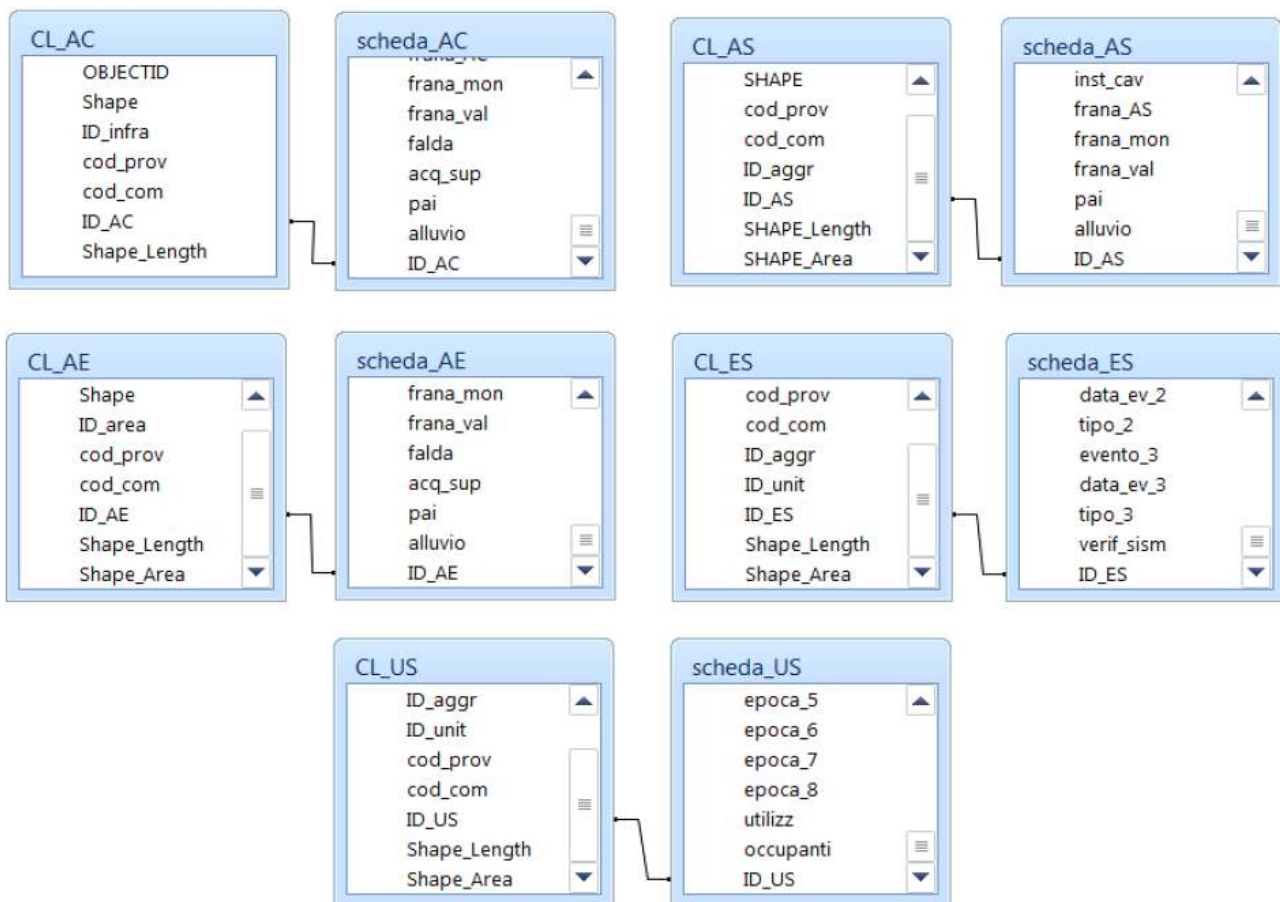 CL_AC
OBJECTID
Shape
ID_infra
cod_prov
cod_com
ID_AC
Shape_Length
scheda_AC
frana_mon
frana_val
falda
acq_sup
pai
alluvio
ID_AC
CL_AS
SHAPE
cod_prov
cod_com
ID_aggr
ID_AS
SHAPE_Length
SHAPE_Area
scheda_AS
inst_cav
frana_AS
frana_mon
frana_val
pai
alluvio
ID_AS
CL_AE
Shape
ID_area
cod_prov
cod_com
ID_AE
Shape_Length
Shape_Area
scheda_AE
frana_mon
frana_val
falda
acq_sup
pai
alluvio
ID_AE
CL_ES
cod_prov
cod_com
ID_aggr
ID_unit
ID_ES
Shape_Length
Shape_Area
scheda_ES
data_ev_2
tipo_2
evento_3
data_ev_3
tipo_3
verif_sism
ID_ES
CL_US
ID_aggr
ID_unit
cod_prov
cod_com
ID_US
Shape_Length
Shape_Area
scheda_US
epoca_5
epoca_6
epoca_7
epoca_8
utilizz
occupanti
ID_US